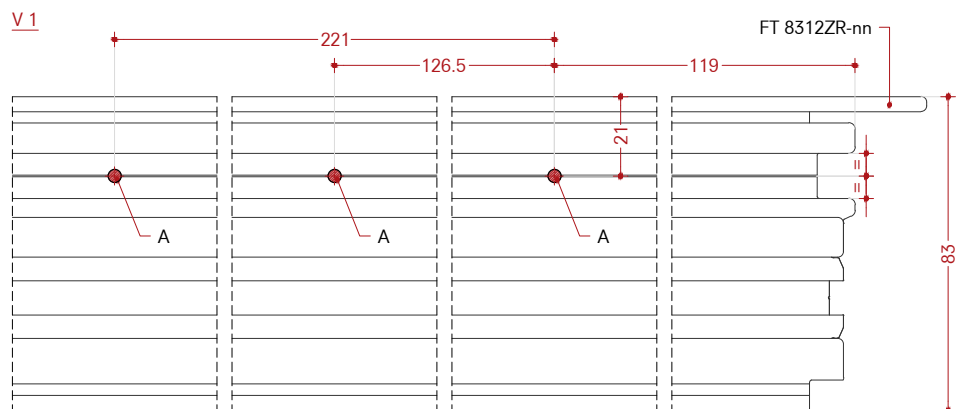 V 1
FT 8312ZR-nn
221
126.5
119
21
=
=
A
A
A
83